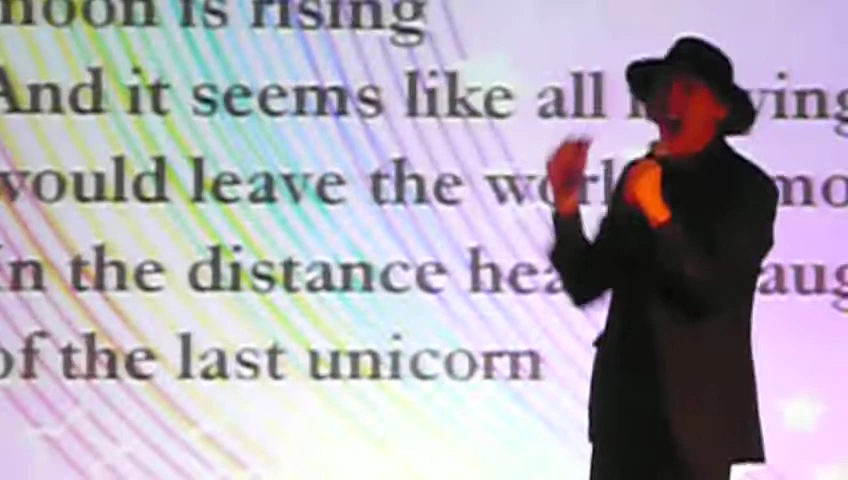 moon is rising
And it seems like all
would leave the
In the distance
of the last unicorn